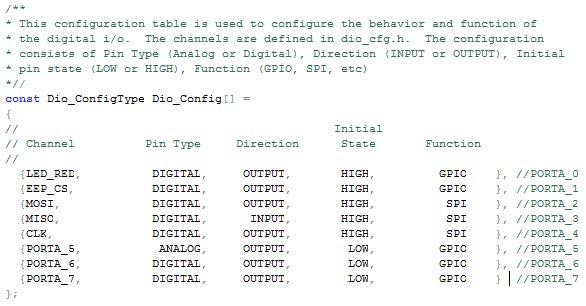 /**
* This configuration table is used to configure the behavior and function of
* the digital i/o.  The channels are defined in dio_cfg.h.  The configuration
* consists of Pin Type (Analog or Digital), Direction (INPUT or OUTPUT), Initial
* pin state (LOW or HIGH), Function (GPIO, SPI, etc)
*//
const Dio_ConfigType Dio_Config[] =
{
// Initial
// Channel Pin Type Direction State Function
//
{LED_RED, DIGITAL, OUTPUT, HIGH, GPIO }, //PORTA_0
{EEP_CS, DIGITAL, OUTPUT, HIGH, GPIO }, //PORTA_1
{MOSI, DIGITAL, OUTPUT, HIGH, SPI }, //PORTA_2
{MISO, DIGITAL, INPUT, HIGH, SPI }, //PORTA_3
{CLK, DIGITAL, OUTPUT, HIGH, SPI }, //PORTA_4
{PORTA_5, ANALOG, OUTPUT, LOW, GPIO }, //PORTA_5
{PORTA_6, DIGITAL, OUTPUT, LOW, GPIO }, //PORTA_6
{PORTA_7, DIGITAL, OUTPUT, LOW, GPIO } //PORTA_7
};